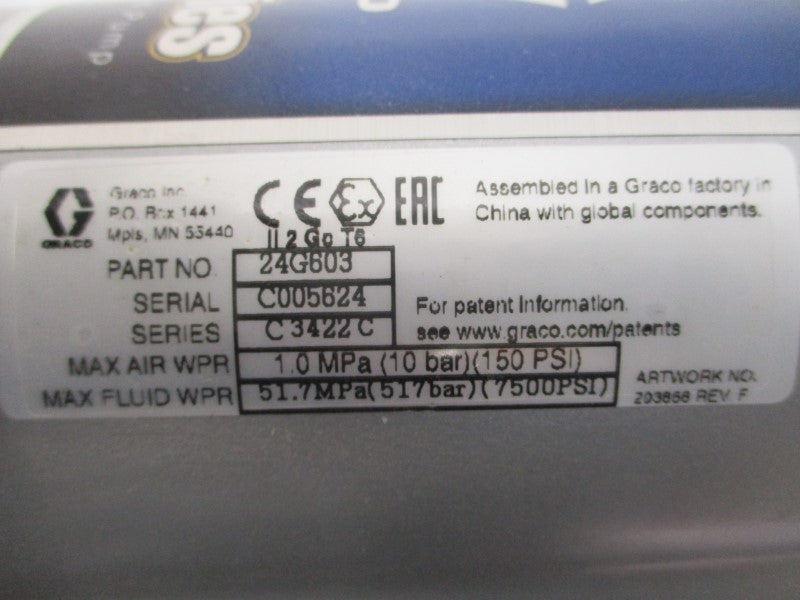 es
Pump
GRACO
Graco Inc.
P.O. Box 1441
Mpls, MN 55440
CE Ex EAC
II 2 Gc T6
Assembled in a Graco factory in
China with global components.
PART NO. 24G603
SERIAL C005624
SERIES C 3422 C
For patent information.
see www.graco.com/patents
MAX AIR WPR 1.0 MPa (10 bar)(150 PSI)
MAX FLUID WPR 51.7MPa(517bar)(7500PSI)
ARTWORK NO.
293868 REV. F